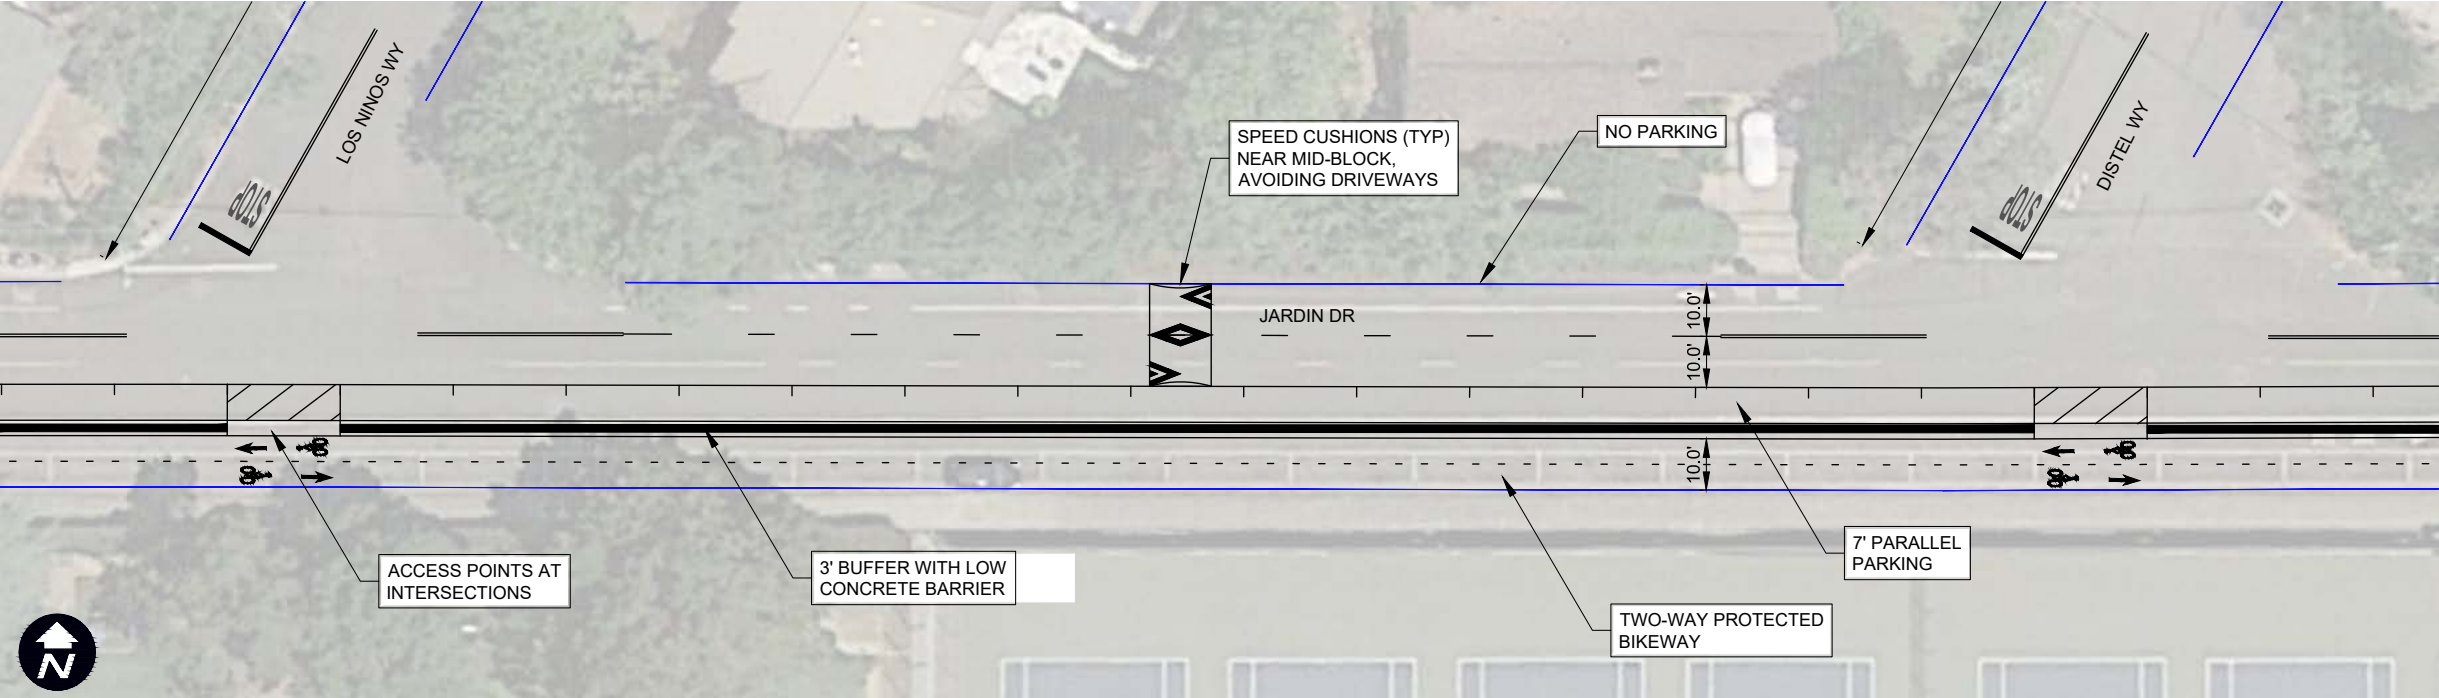 LOS NINOS WY
STOP
SPEED CUSHIONS (TYP)
NEAR MID-BLOCK,
AVOIDING DRIVEWAYS
NO PARKING
DISTEL WY
STOP
JARDIN DR
10.0'
10.0'
10.0'
ACCESS POINTS AT
INTERSECTIONS
3' BUFFER WITH LOW
CONCRETE BARRIER
7' PARALLEL
PARKING
TWO-WAY PROTECTED
BIKEWAY
N